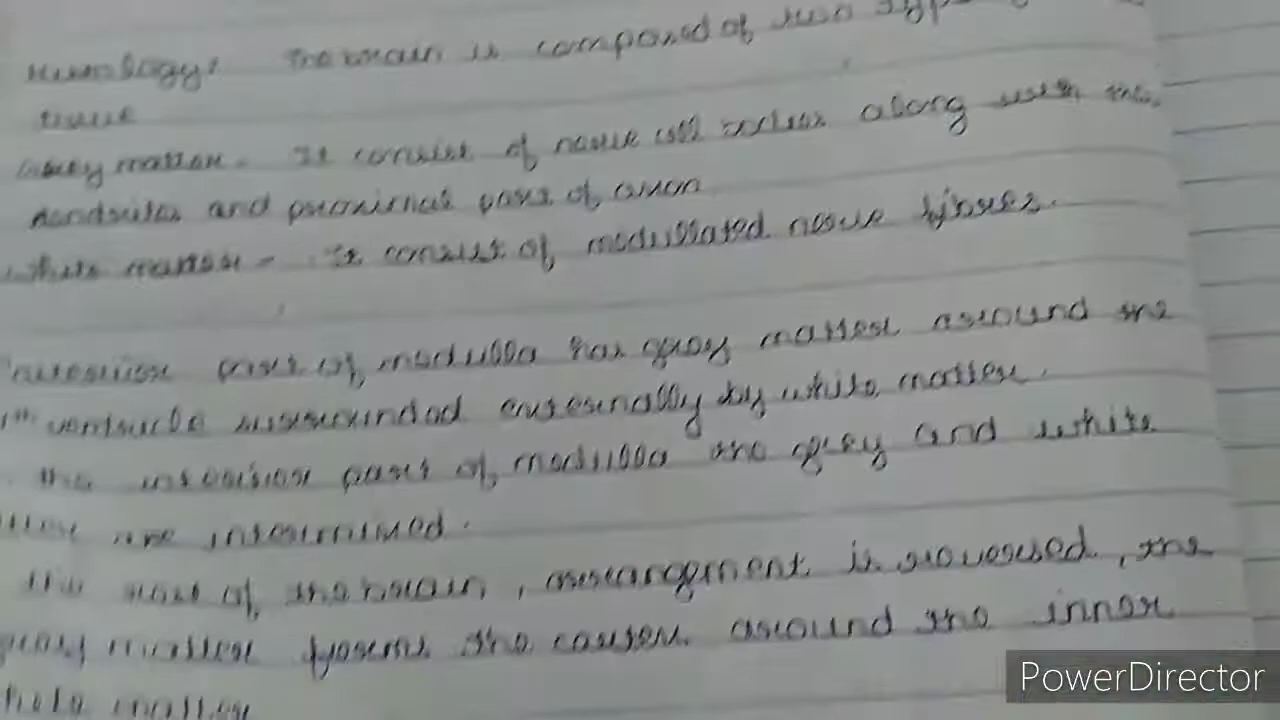 The brain is composed of two
tissue
Grey matter - It consist of nerve cell bodies along with the
dendrites and proximal part of axon
White matter - It consist of medullated nerve fibres.
part of medulla has grey matter around the
ventricle surrounded externally by white matter.
the inferior part of medulla the grey and white
are intermixed.
the rest of the brain, arrangement is reversed, the
grey matter forms the cortex around the inner
white matter
PowerDirector